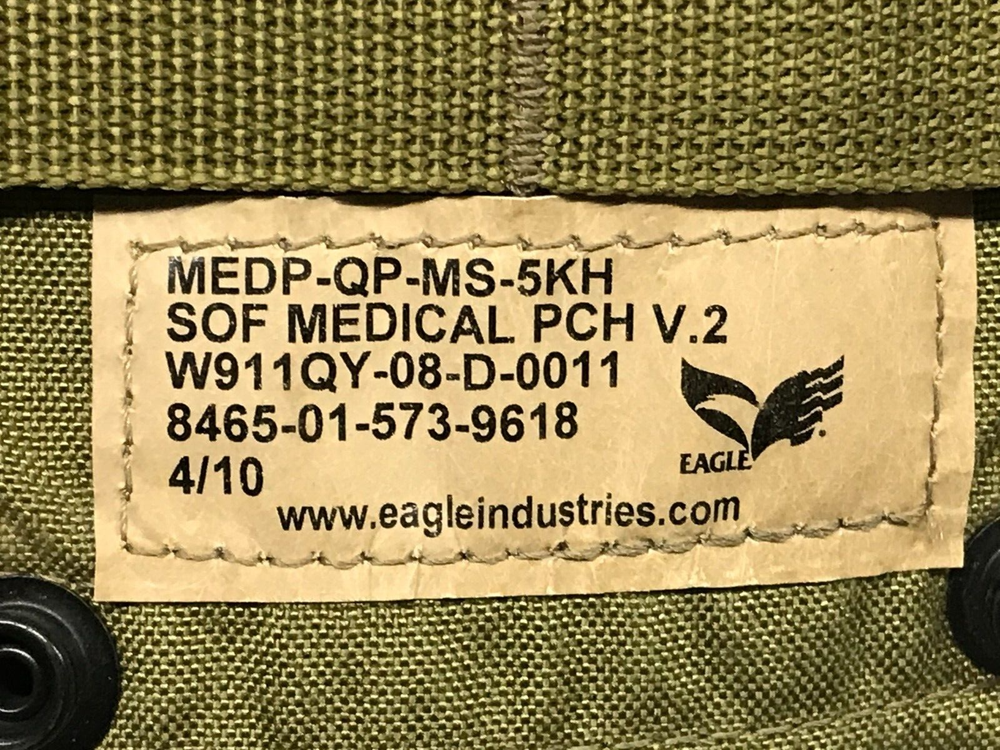 MEDP-QP-MS-5KH
SOF MEDICAL PCH V.2
W911QY-08-D-0011
8465-01-573-9618
EAGLE
4/10
www.eagleindustries.com